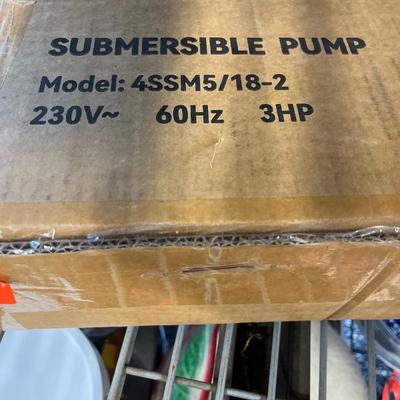 SUBMERSIBLE PUMP
Model: 4SSM5/18-2
230V~ 60Hz 3HP